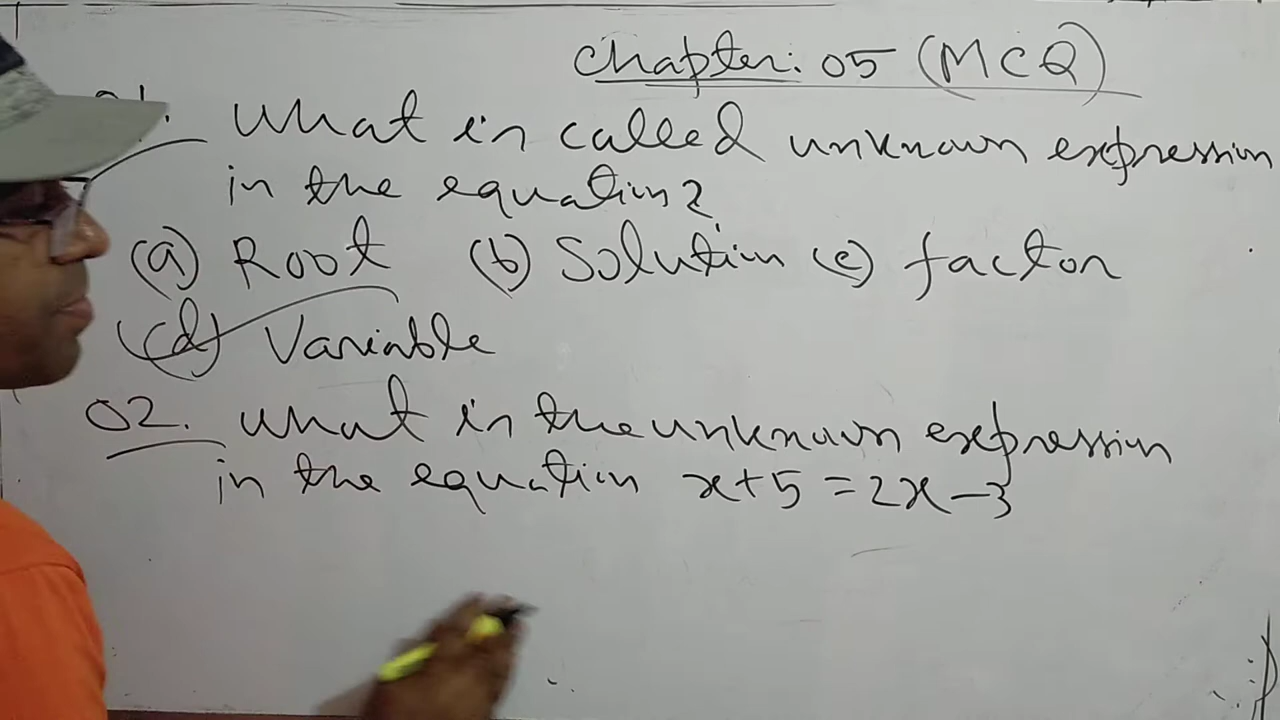 Chapter: 05 (MCQ)
01. What is called unknown expression
in the equation?
(a) Root (b) Solution (c) factor
(d) Variable
02. What is the unknown expression
in the equation x+5=2x-3